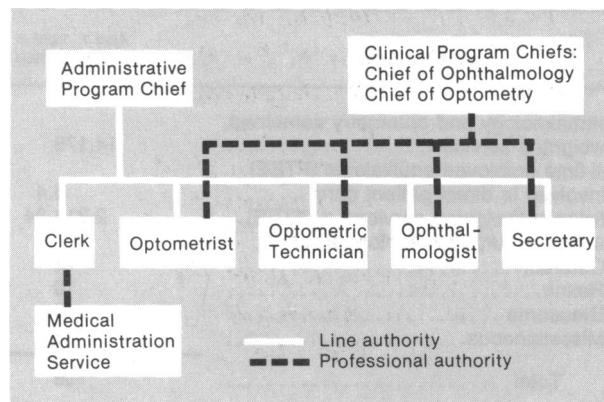 Administrative
Program Chief
Clinical Program Chiefs:
Chief of Ophthalmology
Chief of Optometry
Clerk
Optometrist
Optometric
Technician
Ophthal-
mologist
Secretary
Medical
Administration
Service
Line authority
Professional authority